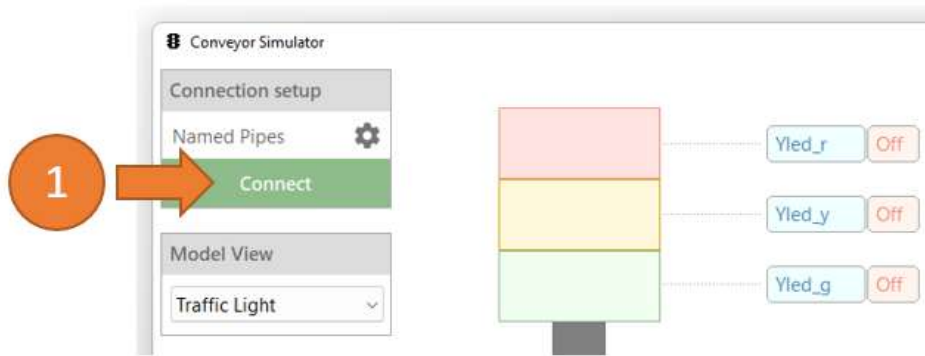 Conveyor Simulator
Connection setup
Named Pipes
1
Connect
Model View
Traffic Light
Yled_r Off
Yled_y Off
Yled_g Off